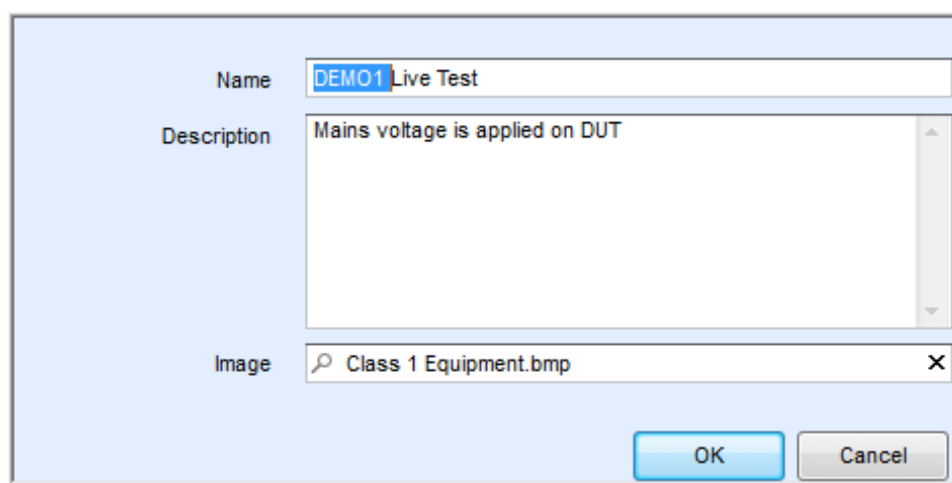 Name DEMO1 Live Test
Description Mains voltage is applied on DUT
Image Class 1 Equipment.bmp
OK Cancel